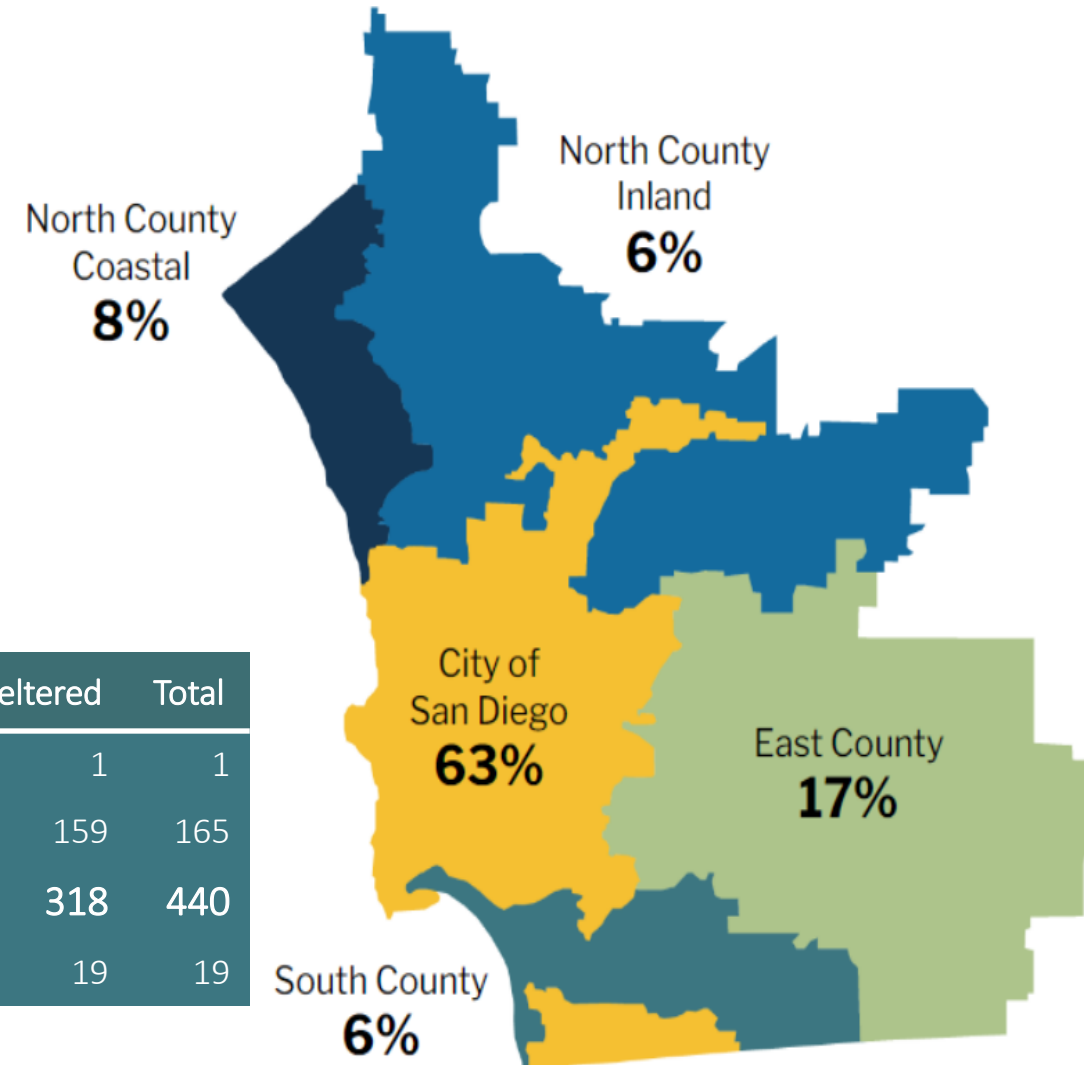 North County
Inland
6%
North County
Coastal
8%
City of
San Diego
63%
East County
17%
eltered Total
1 1
159 165
318 440
19 19
South County
6%